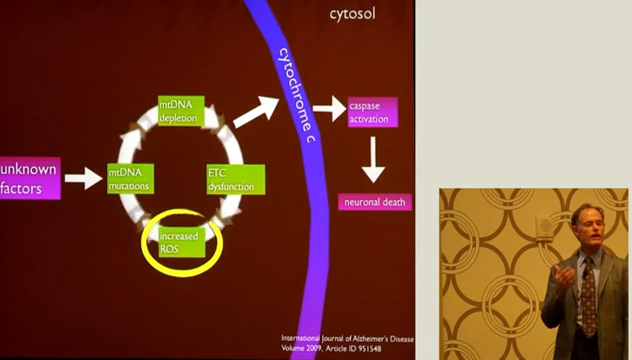 cytosol
cytochrome c
mtDNA
depletion
caspase
activation
unknown
factors
mtDNA
mutations
ETC
dysfunction
neuronal death
increased
ROS
International Journal of Alzheimer's Disease
Volume 2009, Article ID 951548